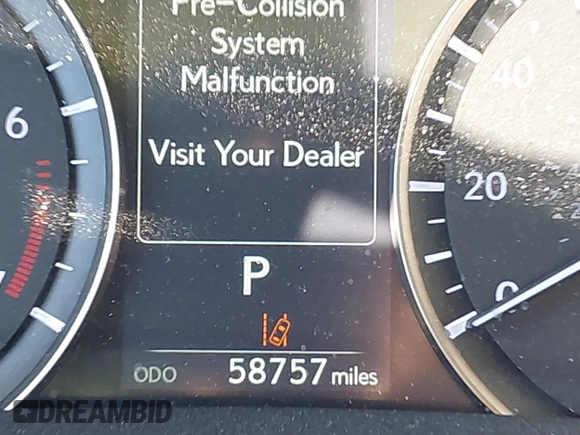 Pre-Collision
System
Malfunction
Visit Your Dealer
6
40
20
0
P
ODO 58757 miles
DREAMBID